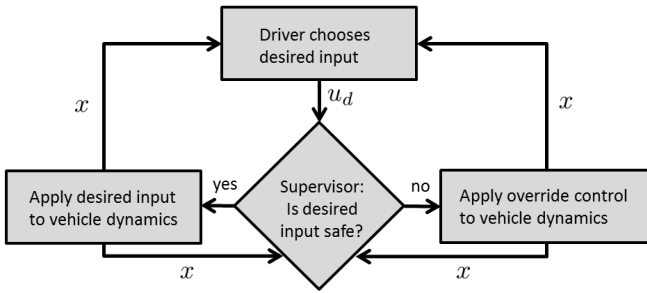 Driver chooses
desired input
u_d
x
x
yes
no
Apply desired input
to vehicle dynamics
Supervisor:
Is desired
input safe?
Apply override control
to vehicle dynamics
x
x